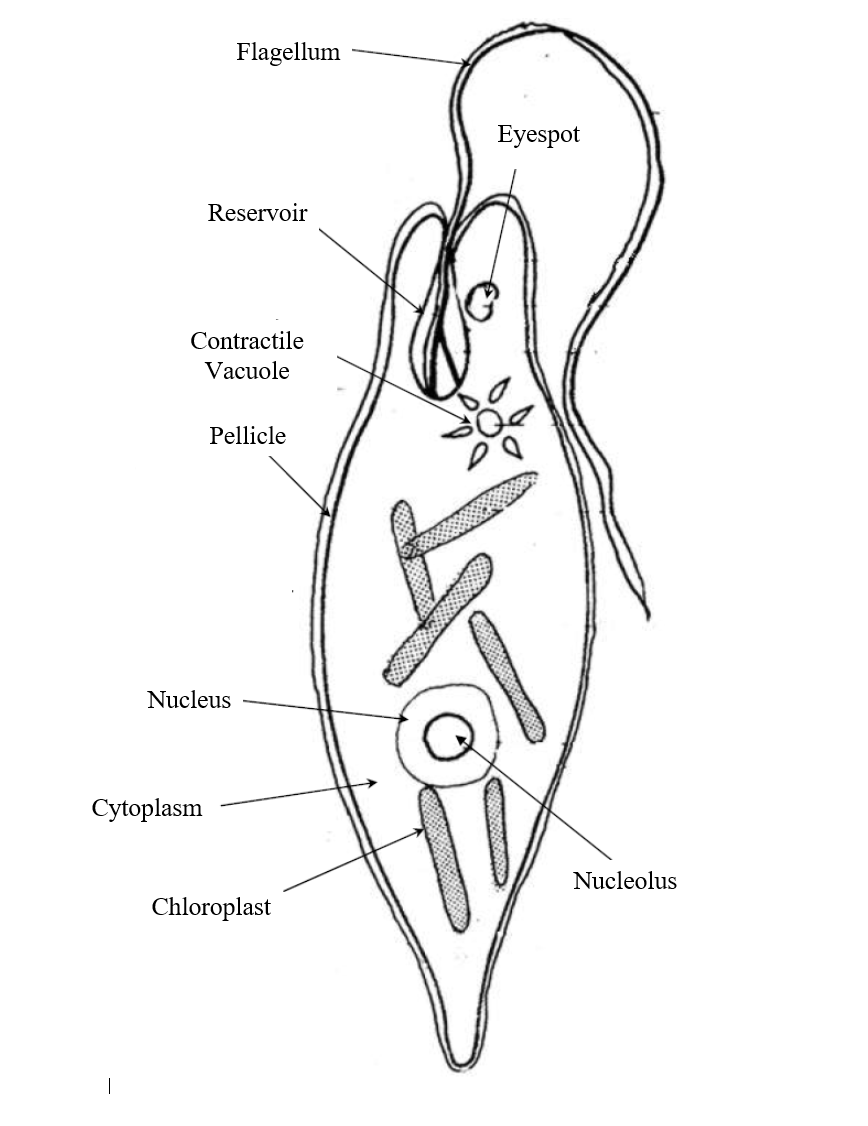 Flagellum
Eyespot
Reservoir
Contractile
Vacuole
Pellicle
Nucleus
Cytoplasm
Nucleolus
Chloroplast